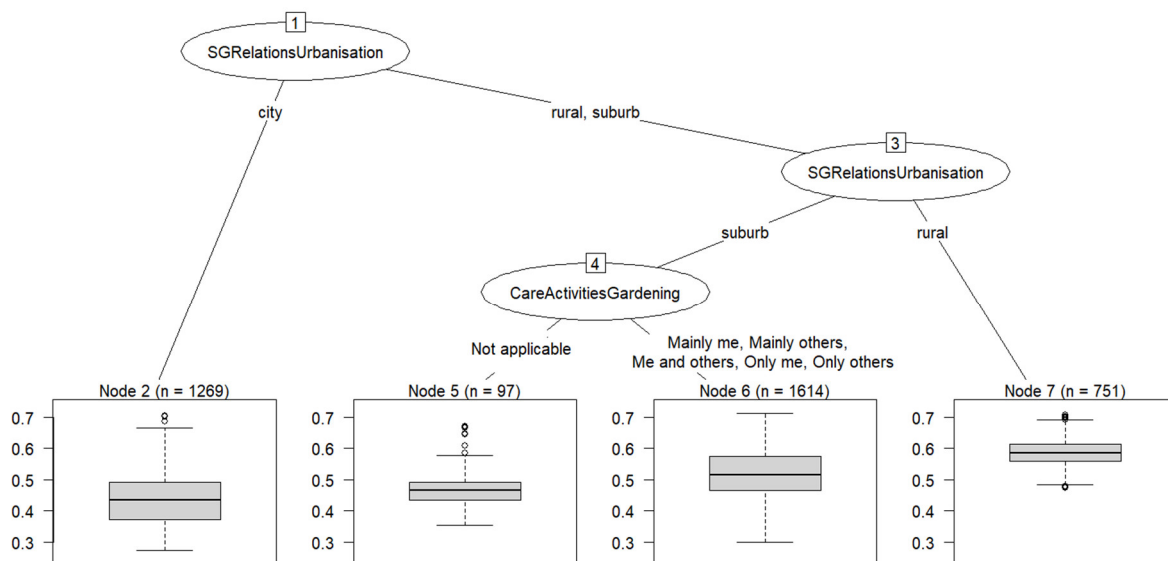 1
SGRelationsUrbanisation
city
rural, suburb
3
SGRelationsUrbanisation
suburb
rural
4
CareActivitiesGardening
Not applicable
Mainly me, Mainly others,
Me and others, Only me, Only others
Node 2 (n = 1269)
0.7
0.6
0.5
0.4
0.3
Node 5 (n = 97)
0.7
0.6
0.5
0.4
0.3
Node 6 (n = 1614)
0.7
0.6
0.5
0.4
0.3
Node 7 (n = 751)
0.7
0.6
0.5
0.4
0.3